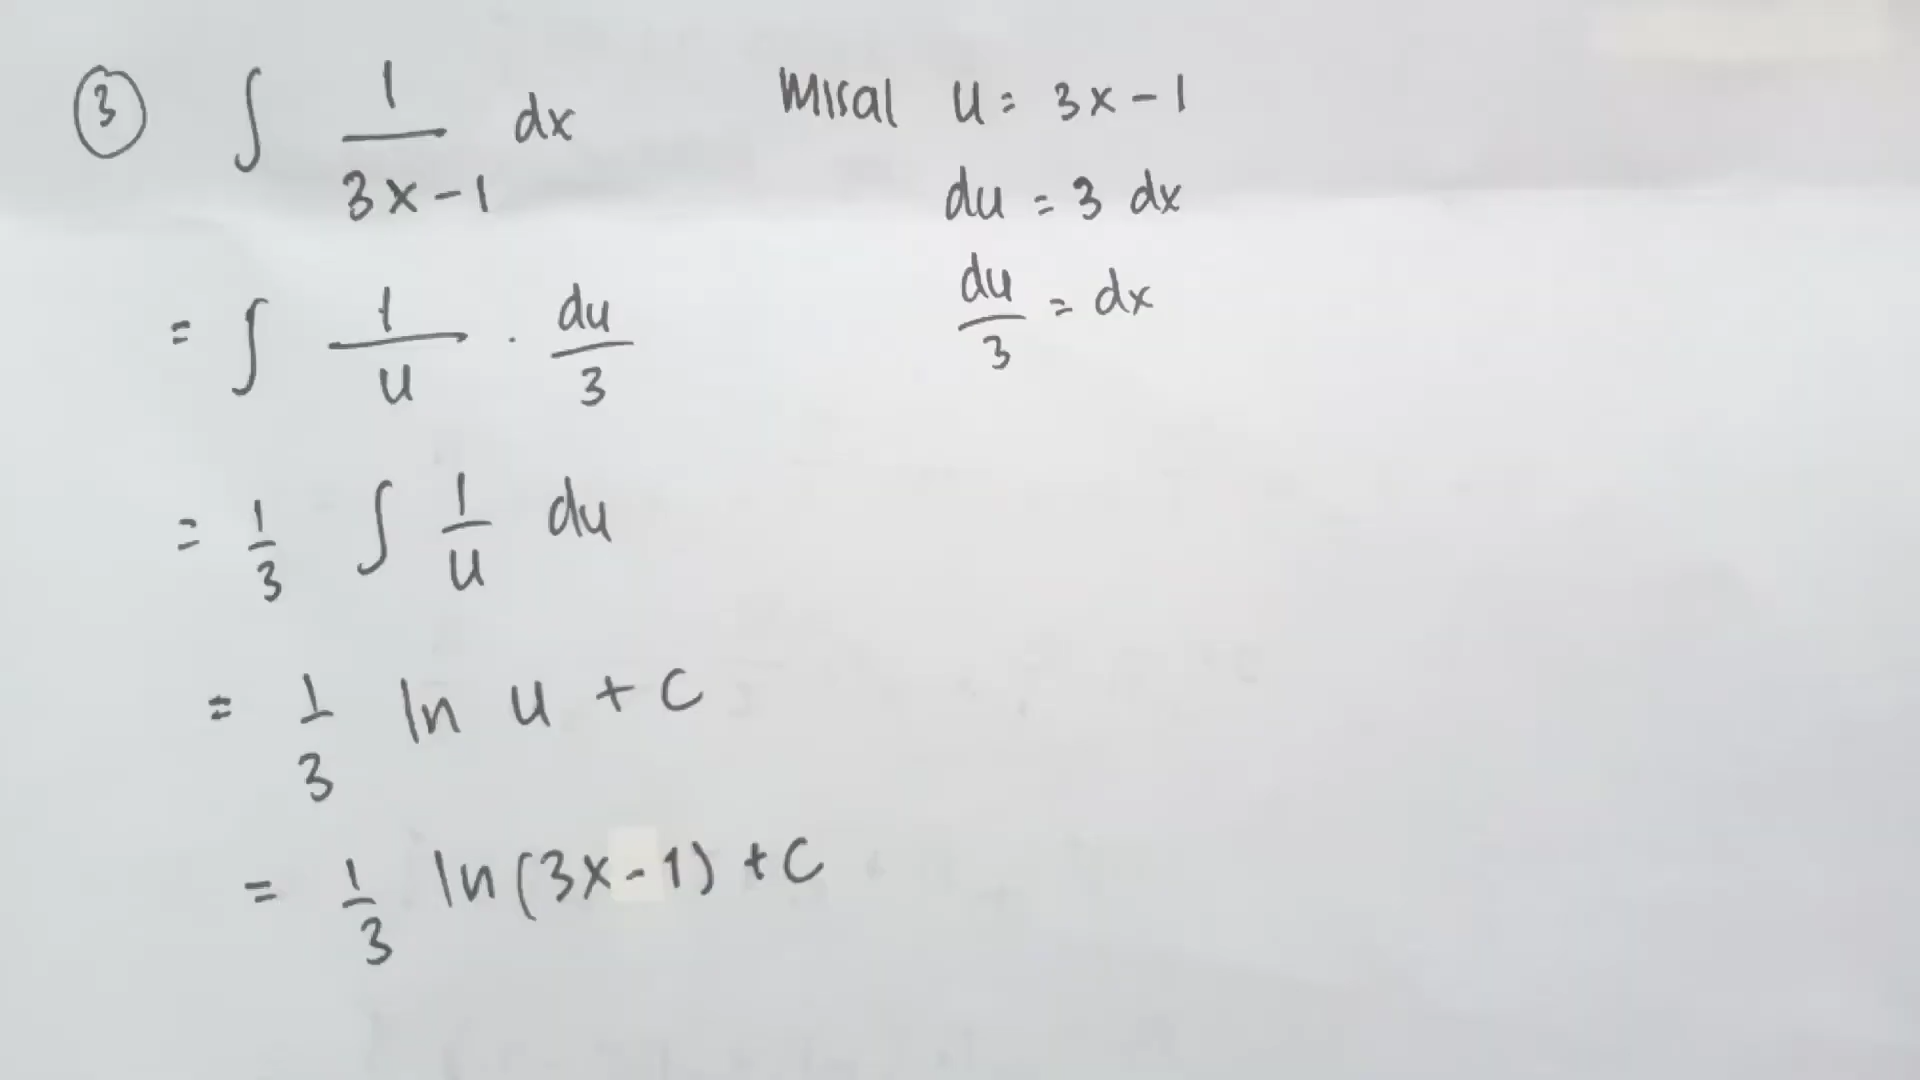 ③ ∫ 1/(3x-1) dx
Misal u = 3x - 1
du = 3 dx
du/3 = dx
= ∫ 1/u · du/3
= 1/3 ∫ 1/u du
= 1/3 ln u + c
= 1/3 ln(3x-1) + c